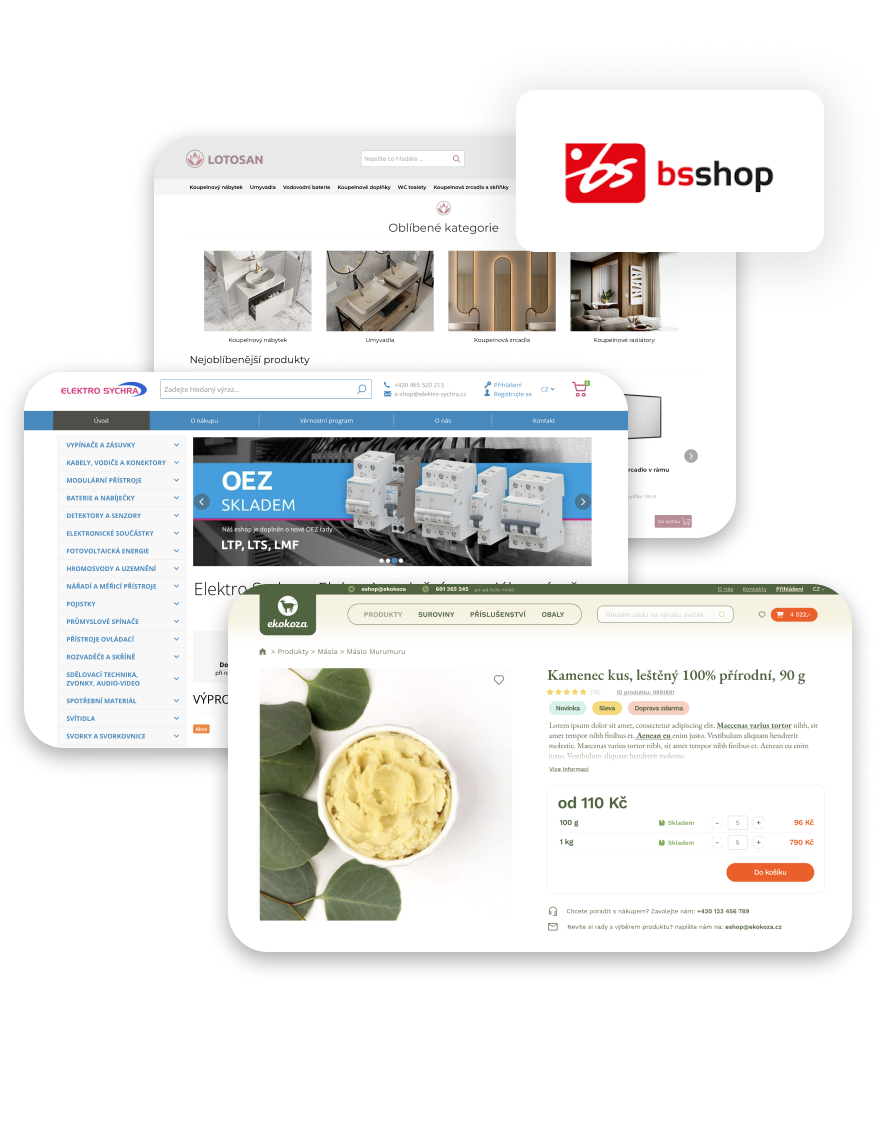 bs bsshop
LOTOSAN
Napište co hledáte ...
Koupelnový nábytek Umyvadla Vodovodní baterie Koupelnové doplňky WC toalety Koupelnová zrcadla a skříňky
Oblíbené kategorie
Koupelnový nábytek Umyvadla Koupelnová zrcadla Koupelnové radiátory
Nejoblíbenější produkty
rcadlo v rámu
Do košíku
ELEKTRO SYCHRA
Zadejte hledaný výraz...
+420 465 520 213
e-shop@elektro-sychra.cz
Přihlášení
Registrujte se
CZ
Úvod O nákupu Věrnostní program O nás Kontakt
VYPÍNAČE A ZÁSUVKY
KABELY, VODIČE A KONEKTORY
MODULÁRNÍ PŘÍSTROJE
BATERIE A NABÍJEČKY
DETEKTORY A SENZORY
ELEKTRONICKÉ SOUČÁSTKY
FOTOVOLTAICKÁ ENERGIE
HROMOSVODY A UZEMNĚNÍ
NÁŘADÍ A MĚŘICÍ PŘÍSTROJE
POJISTKY
PRŮMYSLOVÉ SPÍNAČE
PŘÍSTROJE OVLÁDACÍ
ROZVADĚČE A SKŘÍNĚ
SDĚLOVACÍ TECHNIKA,
ZVONKY, AUDIO-VIDEO
SPOTŘEBNÍ MATERIÁL
SVÍTIDLA
SVORKY A SVORKOVNICE
OEZ
SKLADEM
Náš eshop je doplněn o nové OEZ řady
LTP, LTS, LMF
Elektro
Do
při n
VÝPRO
Akce
eshop@ekokoza 601 365 345 po-pá 8.00-14.00
O nás Kontakty Přihlášení CZ
ekokoza
PRODUKTY SUROVINY PŘÍSLUŠENSTVÍ OBALY
Hledám sadu na výrobu svíček
4 522,-
> Produkty > Másla > Máslo Murumuru
Kamenec kus, leštěný 100% přírodní, 90 g
(10) ID produktu: 8831891
Novinka Sleva Doprava zdarma
Lorem ipsum dolor sit amet, consectetur adipiscing elit. Maecenas varius tortor nibh, sit
amet tempor nibh finibus et. Aenean eu enim justo. Vestibulum aliquam hendrerit
molestie. Maecenas varius tortor nibh, sit amet tempor nibh finibus et. Aenean eu enim
justo. Vestibulum aliquam hendrerit molestie.
Více informací
od 110 Kč
100 g Skladem - 5 + 96 Kč
1 kg Skladem - 5 + 790 Kč
Do košíku
Chcete poradit s nákupem? Zavolejte nám: +420 123 456 789
Nevíte si rady s výběrem produktu? napište nám na: eshop@ekokoza.cz